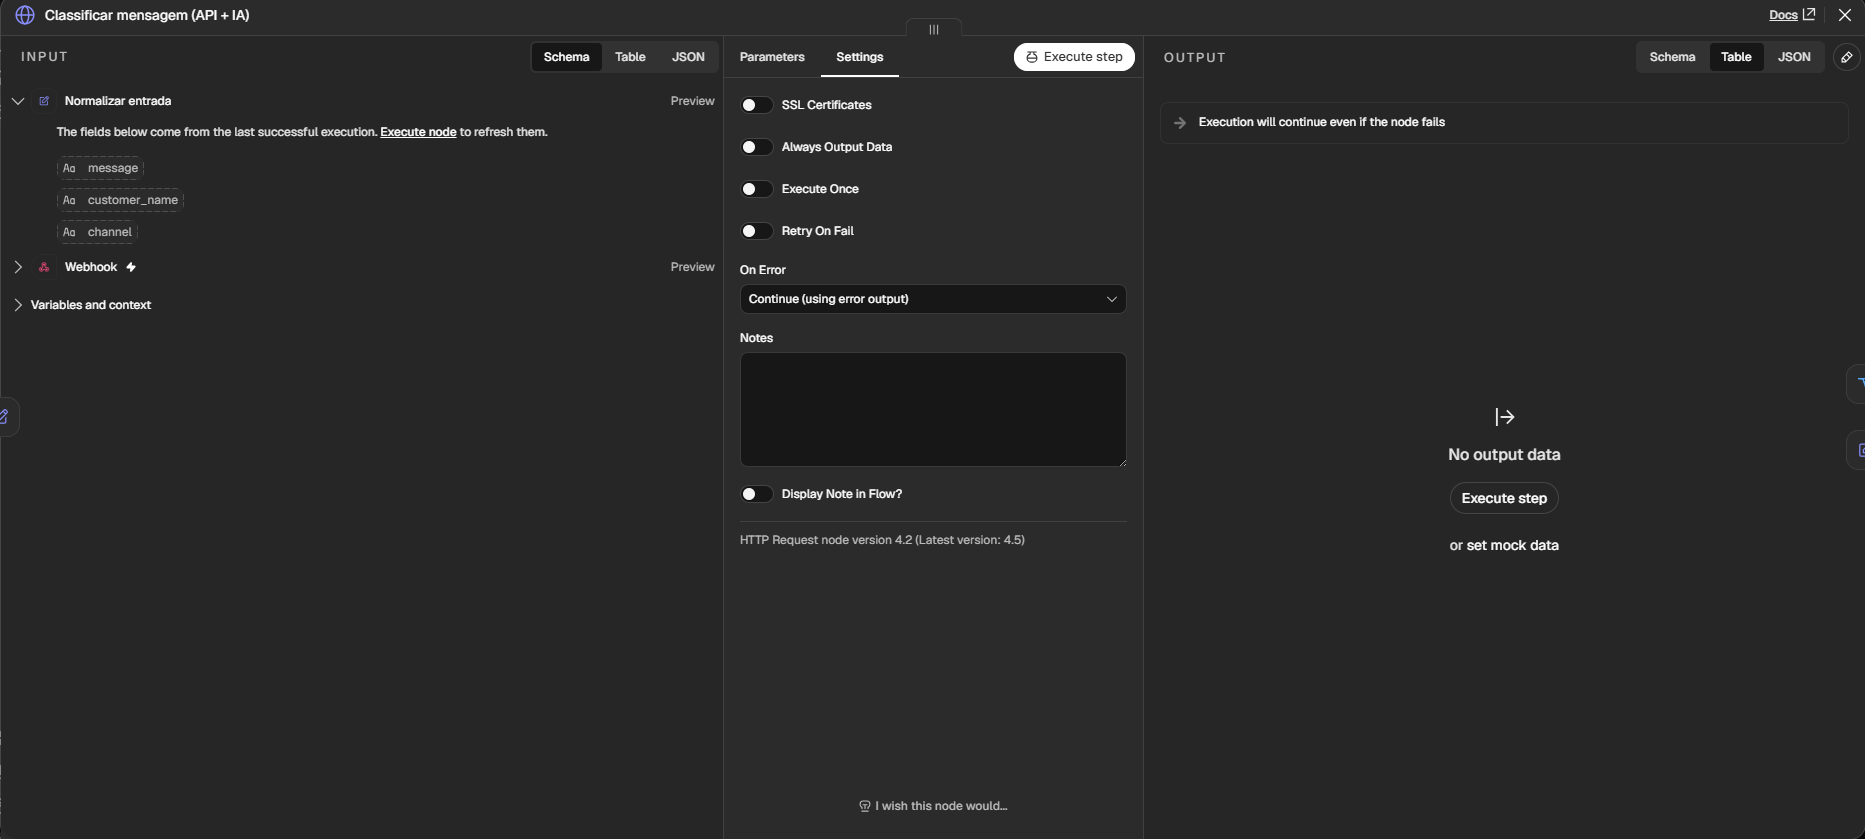 Classificar mensagem (API + IA)
Docs
INPUT
Schema
Table
JSON
Normalizar entrada
Preview
The fields below come from the last successful execution. Execute node to refresh them.
Aa message
Aa customer_name
Aa channel
Webhook
Preview
Variables and context
Parameters
Settings
Execute step
SSL Certificates
Always Output Data
Execute Once
Retry On Fail
On Error
Continue (using error output)
Notes
Display Note in Flow?
HTTP Request node version 4.2 (Latest version: 4.5)
I wish this node would...
OUTPUT
Schema
Table
JSON
Execution will continue even if the node fails
No output data
Execute step
or set mock data